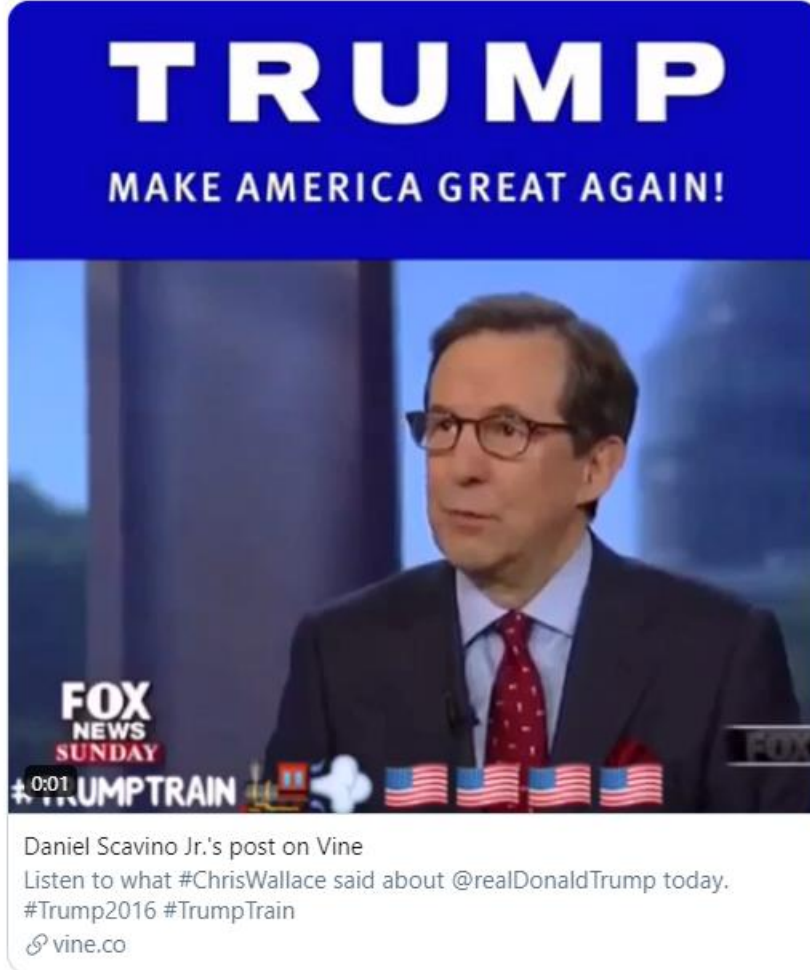 TRUMP
MAKE AMERICA GREAT AGAIN!
FOX
NEWS
SUNDAY
FOX
0:01
#TRUMPTRAIN
Daniel Scavino Jr.'s post on Vine
Listen to what #ChrisWallace said about @realDonaldTrump today.
#Trump2016 #TrumpTrain
vine.co